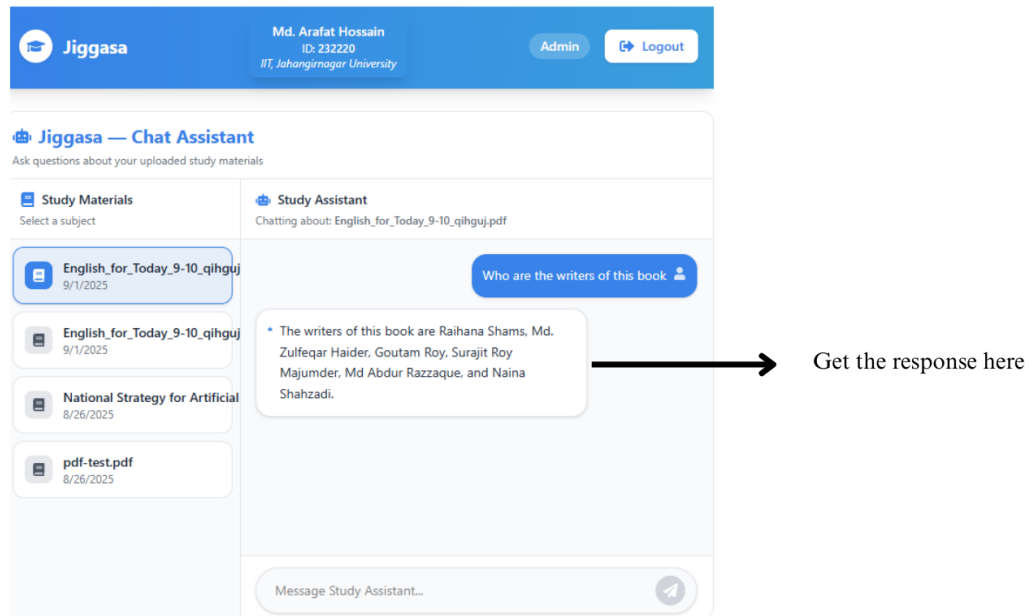 Jiggasa
Md. Arafat Hossain
ID: 232220
IIT, Jahangirnagar University
Admin
Logout
Jiggasa — Chat Assistant
Ask questions about your uploaded study materials
Study Materials
Select a subject
English_for_Today_9-10_qihguj
9/1/2025
English_for_Today_9-10_qihguj
9/1/2025
National Strategy for Artificial
8/26/2025
pdf-test.pdf
8/26/2025
Study Assistant
Chatting about: English_for_Today_9-10_qihguj.pdf
Who are the writers of this book
The writers of this book are Raihana Shams, Md.
Zulfeqar Haider, Goutam Roy, Surajit Roy
Majumder, Md Abdur Razzaque, and Naina
Shahzadi.
Get the response here
Message Study Assistant...